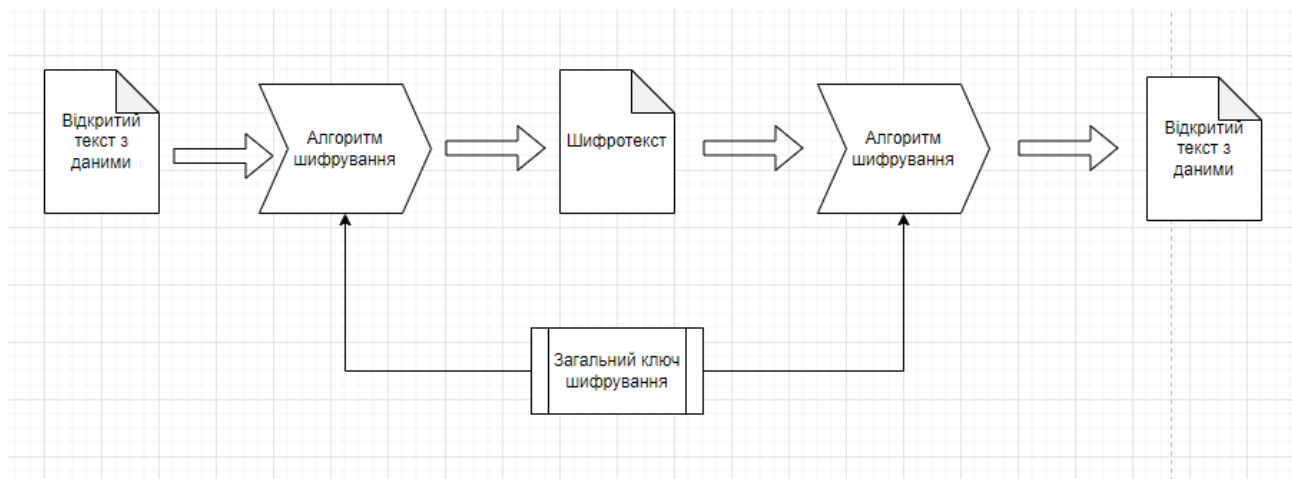 Відкритий
текст з
даними
Алгоритм
шифрування
Шифротекст
Алгоритм
шифрування
Відкритий
текст з
даними
Загальний ключ
шифрування